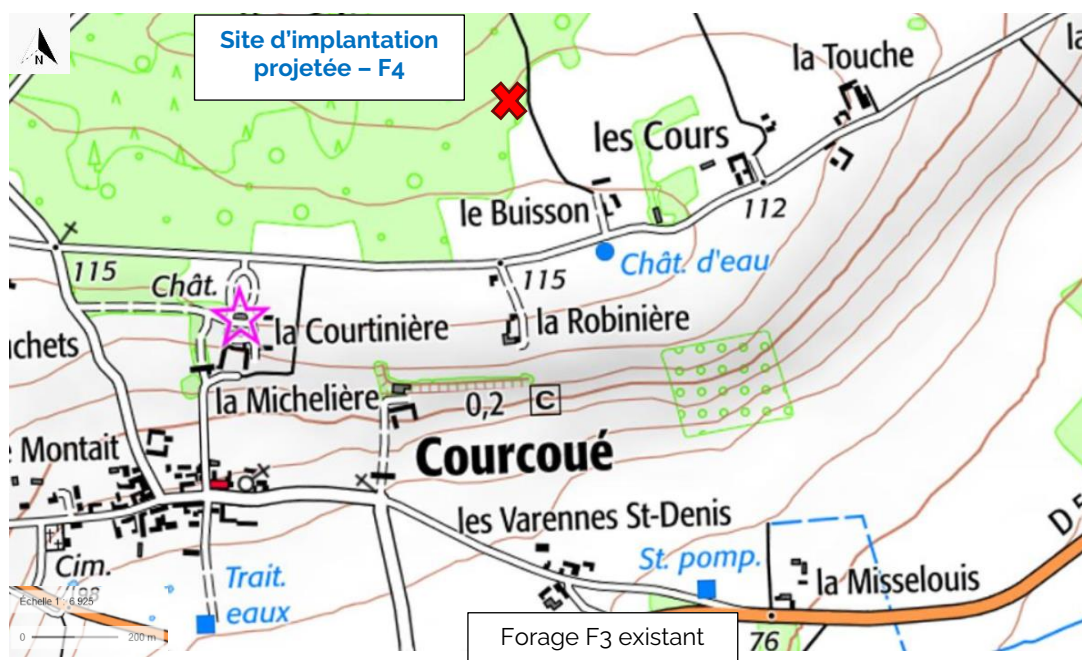 N
Site d'implantation
projetée – F4
la Touche
les Cours
le Buisson
112
115
Chât.
115
Chât. d'eau
la Courtinière
la Robinière
chets
la Michelière
0,2 C
Montait
Courcoué
les Varennes St-Denis
D
St. pomp.
Cim.
Trait.
eaux
la Misselouis
98
Échelle 1 : 6 925
0 200 m
Forage F3 existant
76